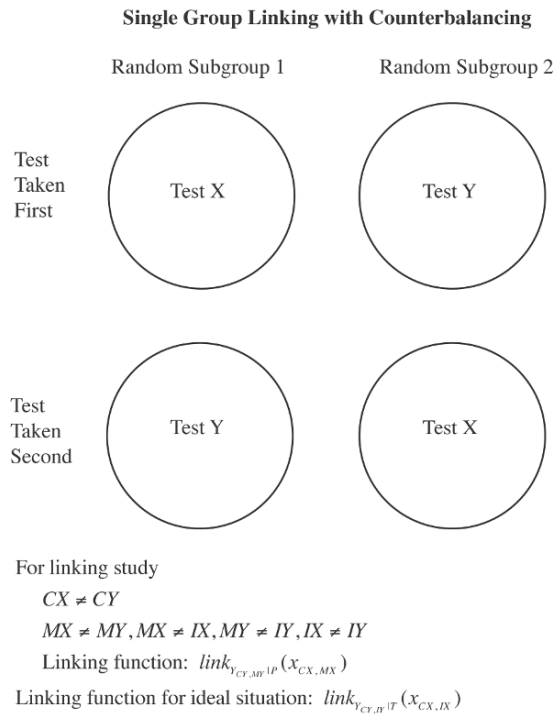 Single Group Linking with Counterbalancing
Random Subgroup 1 Random Subgroup 2
Test
Taken
First
Test X
Test Y
Test
Taken
Second
Test Y
Test X
For linking study
CX ≠ CY
MX ≠ MY, MX ≠ IX, MY ≠ IY, IX ≠ IY
Linking function: link_{Y_{CY,MY}|P}(x_{CX,MX})
Linking function for ideal situation: link_{Y_{CY,IY}|T}(x_{CX,IX})